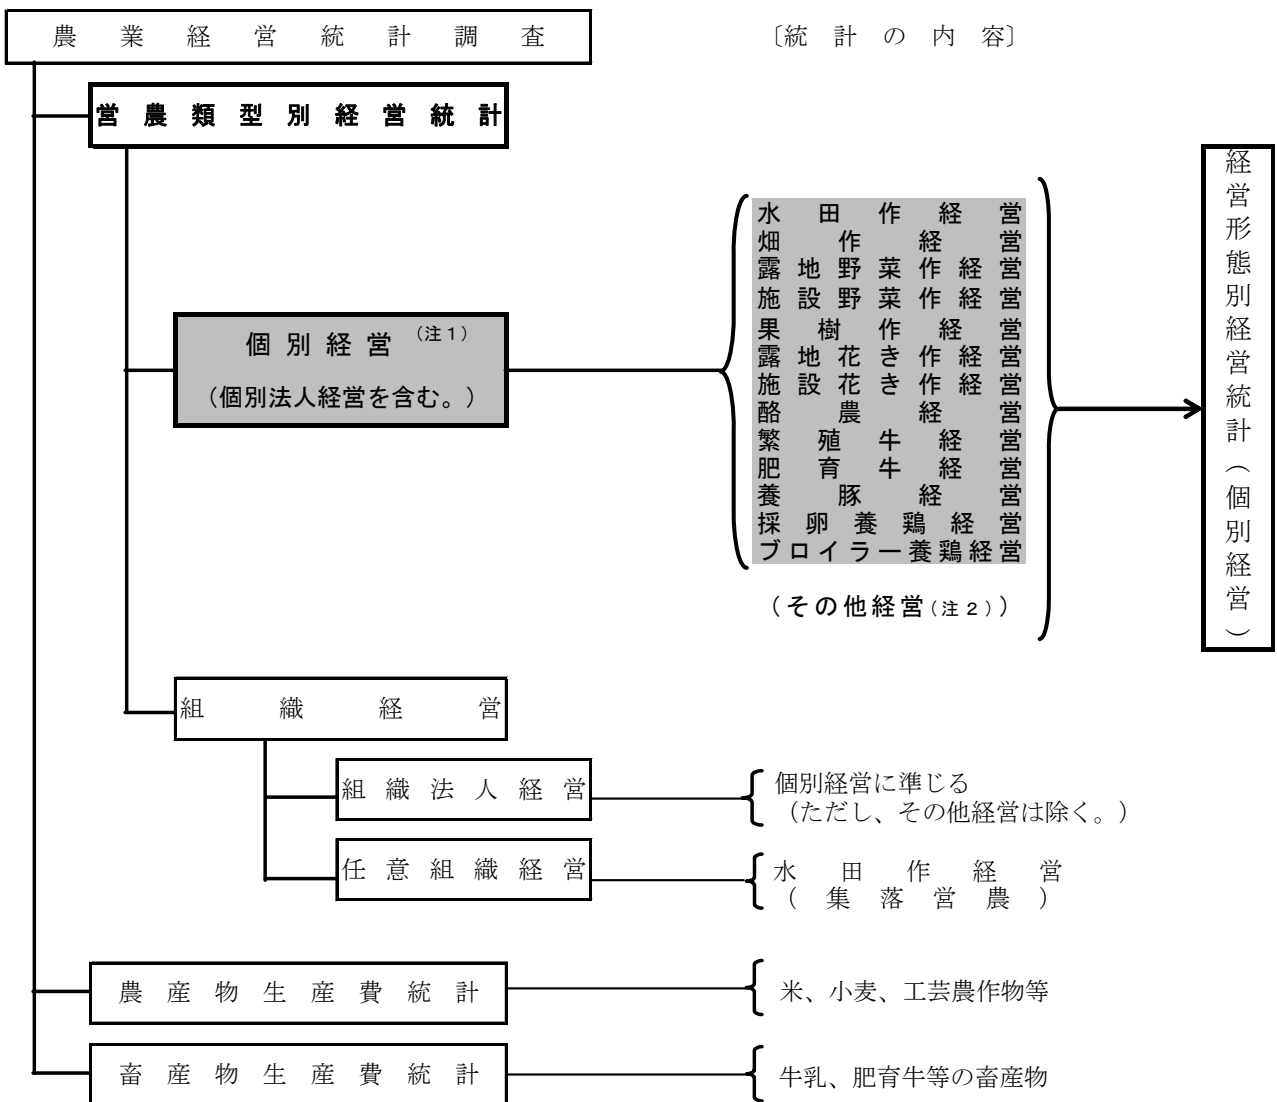 農業経営統計調査
〔統計の内容〕
営農類型別経営統計
個別経営（注１）
（個別法人経営を含む。）
水田作経営
畑作経営
露地野菜作経営
施設野菜作経営
果樹作経営
露地花き作経営
施設花き作経営
酪農経営
繁殖牛経営
肥育牛経営
養豚経営
採卵養鶏経営
ブロイラー養鶏経営
（その他経営（注２））
経営形態別経営統計（個別経営）
組織経営
組織法人経営
個別経営に準じる
（ただし、その他経営は除く。）
任意組織経営
水田作経営
（集落営農）
農産物生産費統計
米、小麦、工芸農作物等
畜産物生産費統計
牛乳、肥育牛等の畜産物